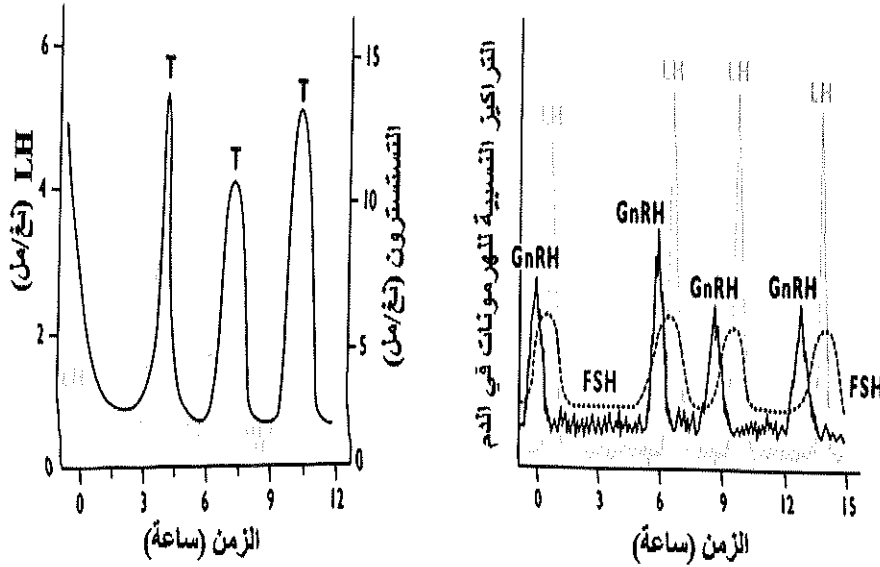 LH (نغ/مل)
6
4
2
0
التستسترون (نغ/مل)
15
10
5
0
T
T
T
LH
0 3 6 9 12
الزمن (ساعة)
التراكيز النسبية للهرمونات في الدم
LH
LH
LH
LH
GnRH
GnRH
GnRH
GnRH
FSH
FSH
0 3 6 9 12 15
الزمن (ساعة)